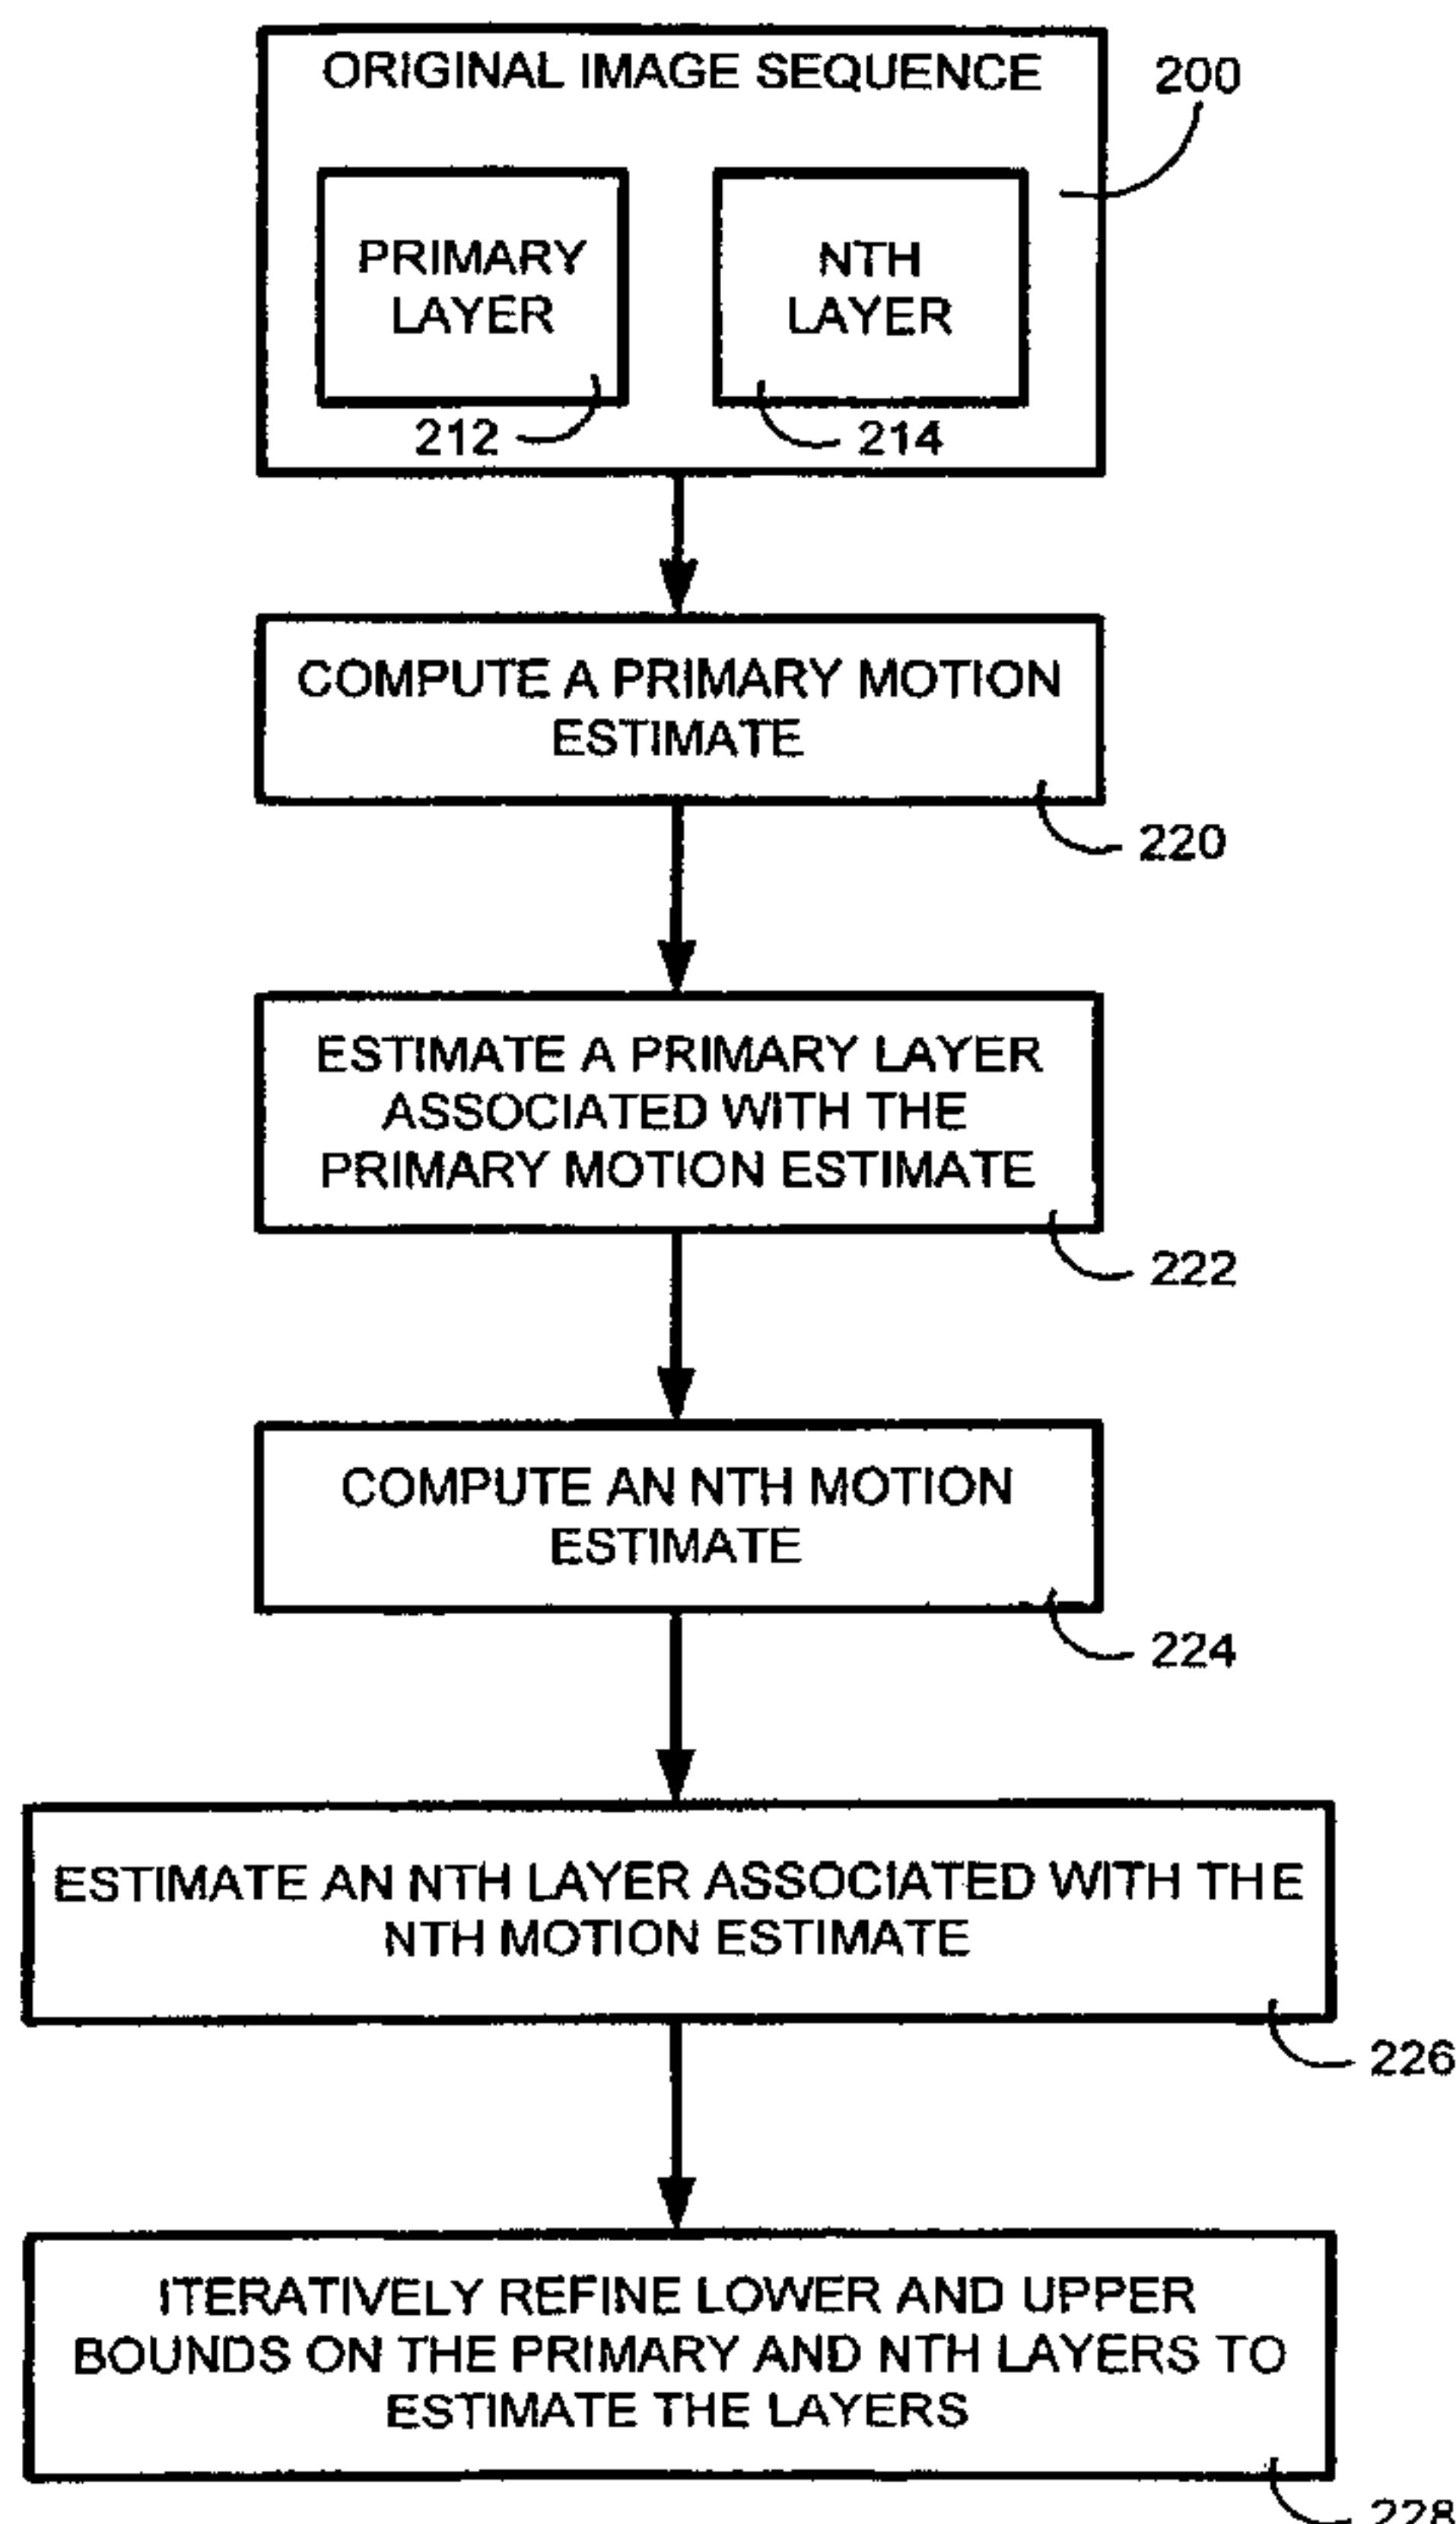 ORIGINAL IMAGE SEQUENCE
200
PRIMARY
LAYER
NTH
LAYER
212
214
COMPUTE A PRIMARY MOTION
ESTIMATE
220
ESTIMATE A PRIMARY LAYER
ASSOCIATED WITH THE
PRIMARY MOTION ESTIMATE
222
COMPUTE AN NTH MOTION
ESTIMATE
224
ESTIMATE AN NTH LAYER ASSOCIATED WITH THE
NTH MOTION ESTIMATE
226
ITERATIVELY REFINE LOWER AND UPPER
BOUNDS ON THE PRIMARY AND NTH LAYERS TO
ESTIMATE THE LAYERS
228